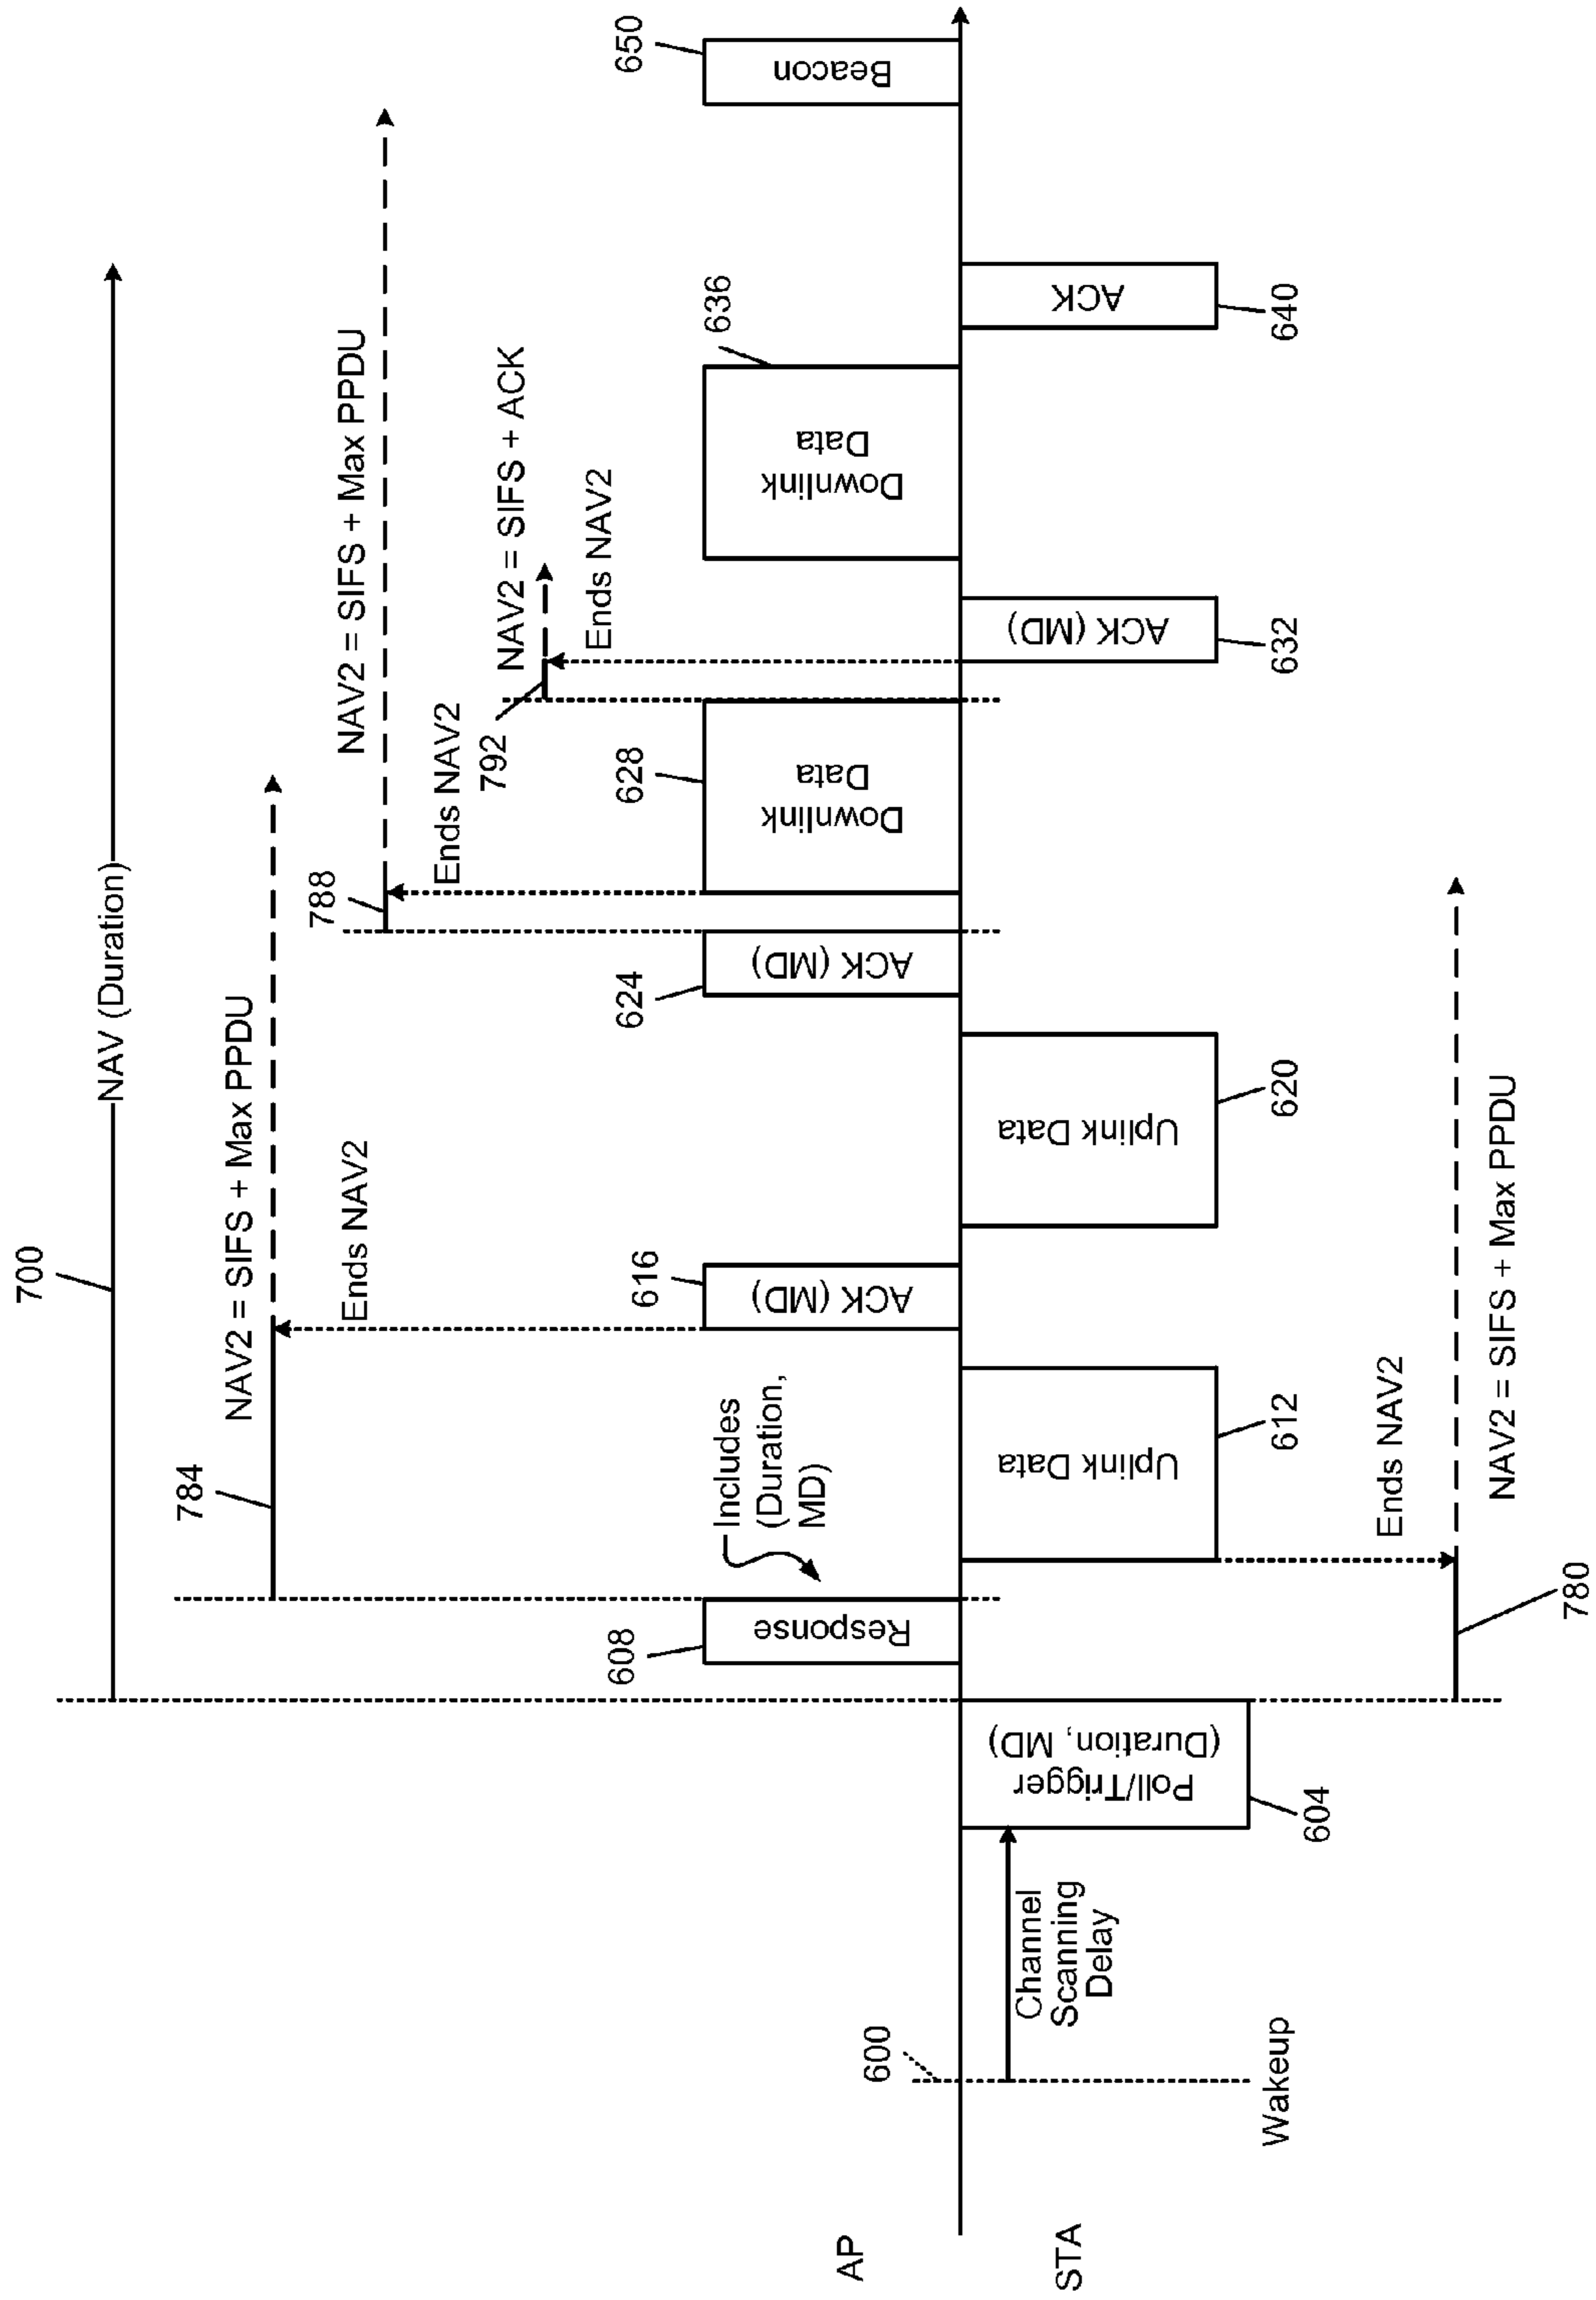 700
NAV (Duration)
784
NAV2 = SIFS + Max PPDU
Ends NAV2
788
NAV2 = SIFS + Max PPDU
Ends NAV2
792
NAV2 = SIFS + ACK
Ends NAV2
Includes
(Duration,
MD)
608
Response
616
ACK (MD)
624
ACK (MD)
628
Downlink
Data
636
Downlink
Data
650
Beacon
AP
STA
600
Wakeup
Channel
Scanning
Delay
Poll/Trigger
(Duration, MD)
604
Uplink Data
612
Uplink Data
620
ACK (MD)
632
ACK
640
Ends NAV2
NAV2 = SIFS + Max PPDU
780